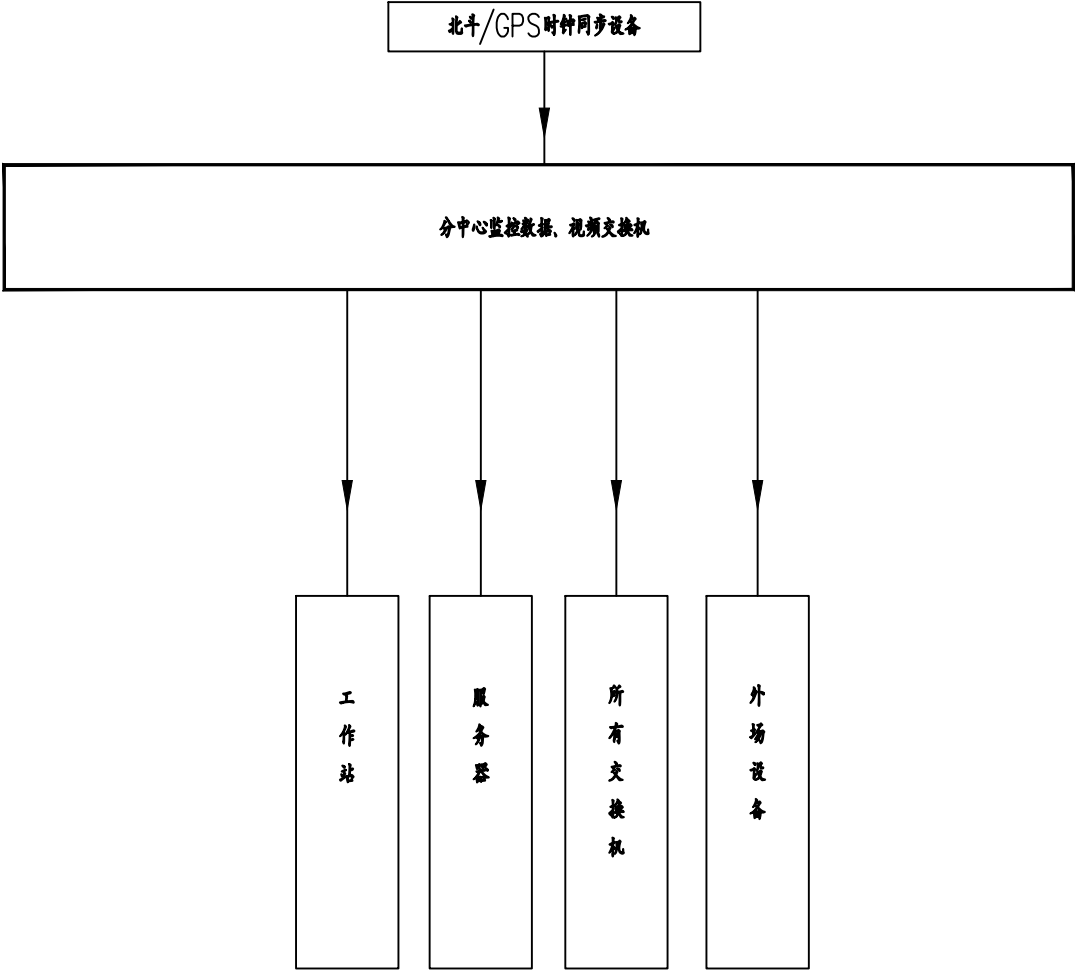 北斗/GPS时钟同步设备
分中心监控数据、视频交换机
工作站
服务器
所有交换机
外场设备